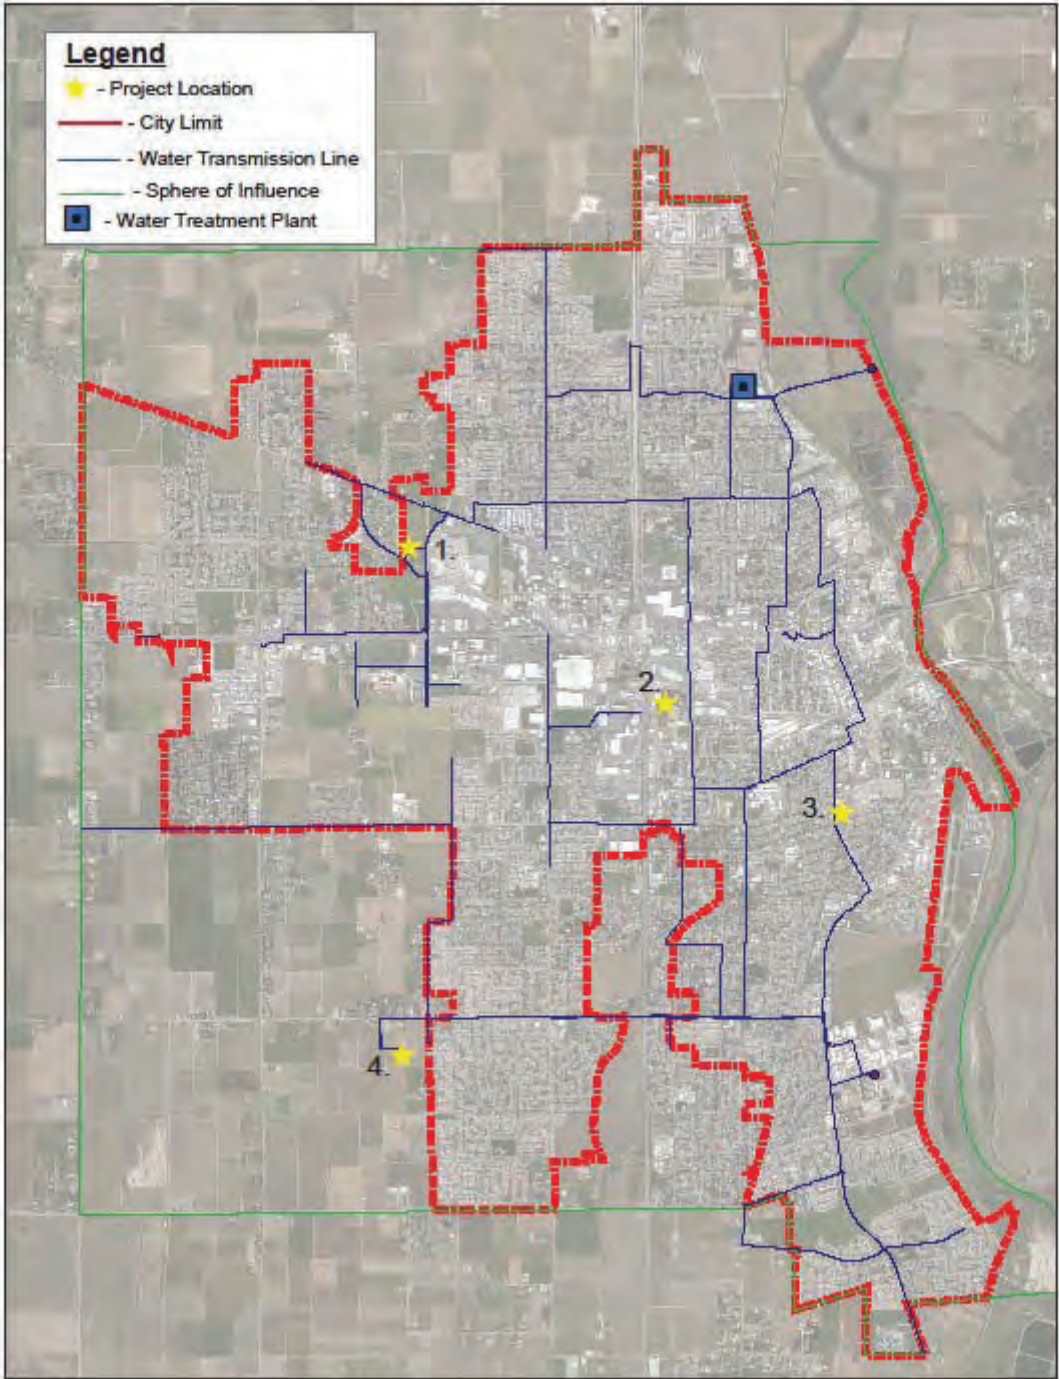 Legend
- Project Location
- City Limit
- Water Transmission Line
- Sphere of Influence
- Water Treatment Plant
1.
2.
3.
4.